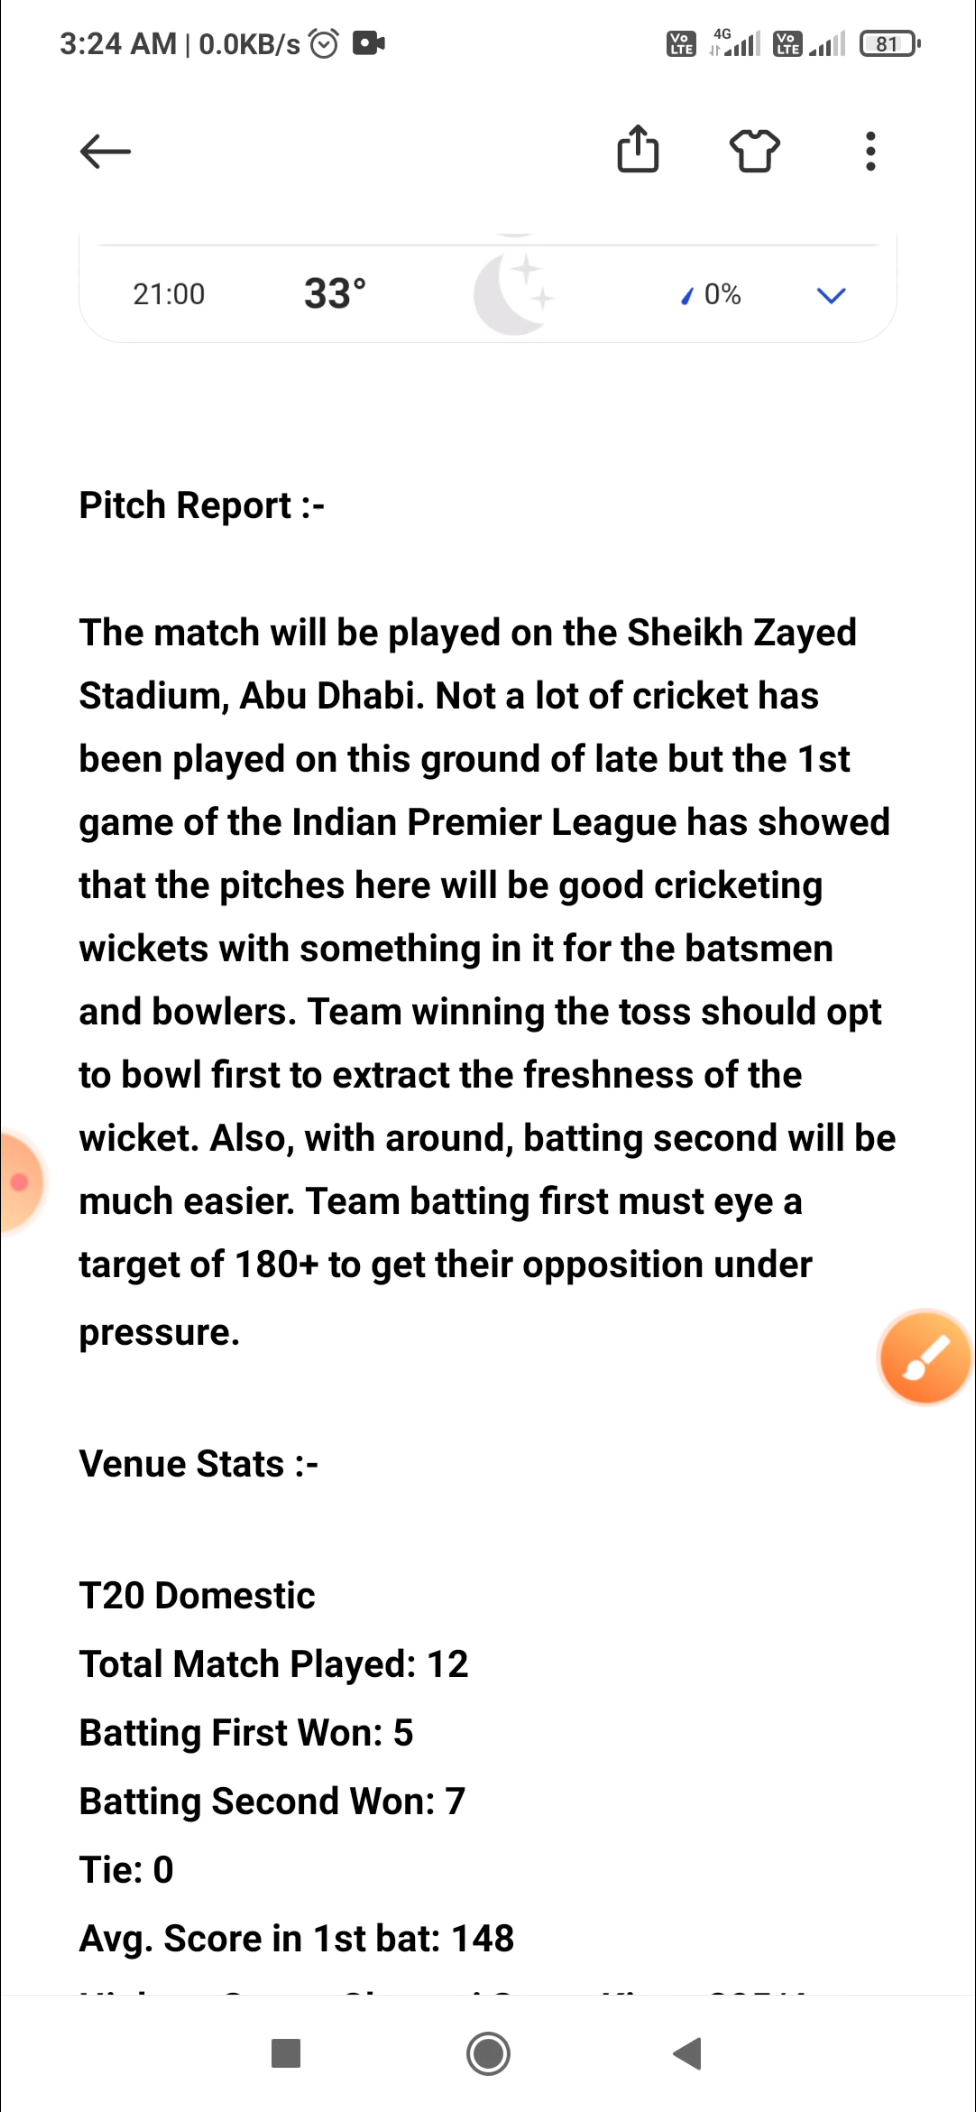 3:24 AM | 0.0KB/s
Vo LTE 4G Vo LTE 81
21:00 33° 0%
Pitch Report :-
The match will be played on the Sheikh Zayed
Stadium, Abu Dhabi. Not a lot of cricket has
been played on this ground of late but the 1st
game of the Indian Premier League has showed
that the pitches here will be good cricketing
wickets with something in it for the batsmen
and bowlers. Team winning the toss should opt
to bowl first to extract the freshness of the
wicket. Also, with around, batting second will be
much easier. Team batting first must eye a
target of 180+ to get their opposition under
pressure.
Venue Stats :-
T20 Domestic
Total Match Played: 12
Batting First Won: 5
Batting Second Won: 7
Tie: 0
Avg. Score in 1st bat: 148